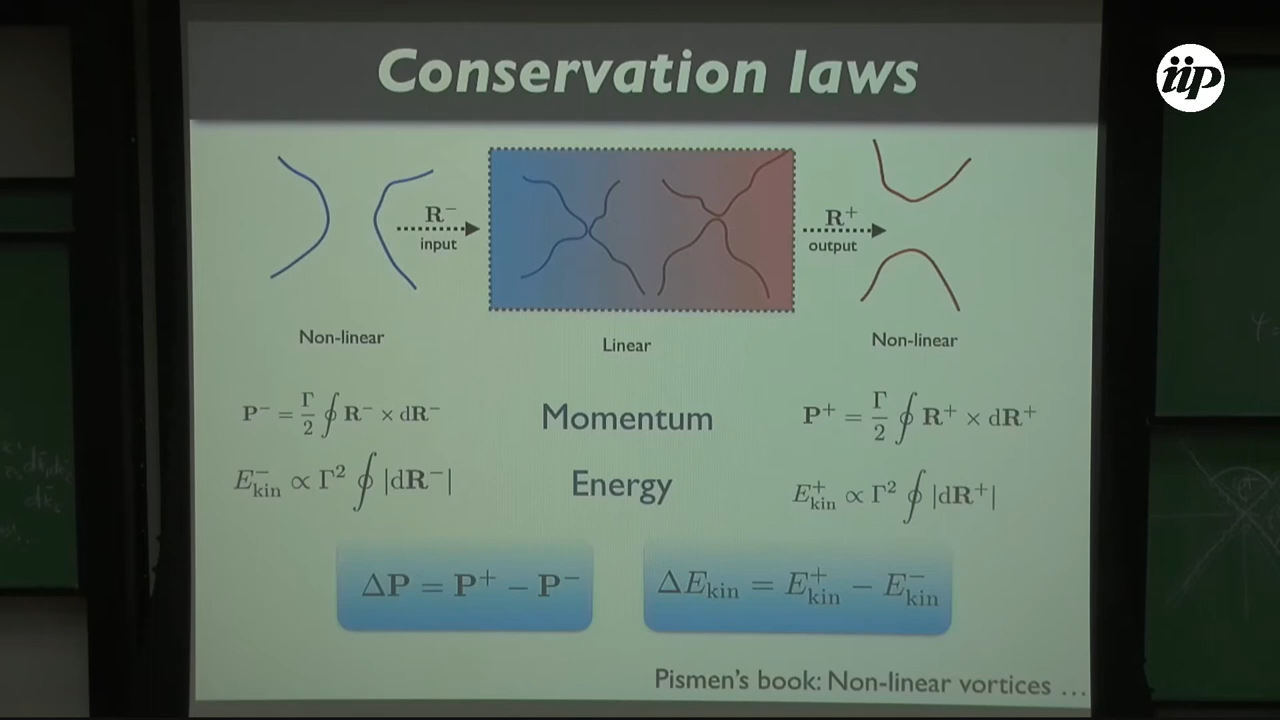 Conservation laws
iip
R⁻
input
R⁺
output
Non-linear
Linear
Non-linear
P⁻ = Γ/2 ∮ R⁻ × dR⁻
Momentum
P⁺ = Γ/2 ∮ R⁺ × dR⁺
E⁻kin ∝ Γ² ∮ |dR⁻|
Energy
E⁺kin ∝ Γ² ∮ |dR⁺|
ΔP = P⁺ − P⁻
ΔEkin = E⁺kin − E⁻kin
Pismen's book: Non-linear vortices ...